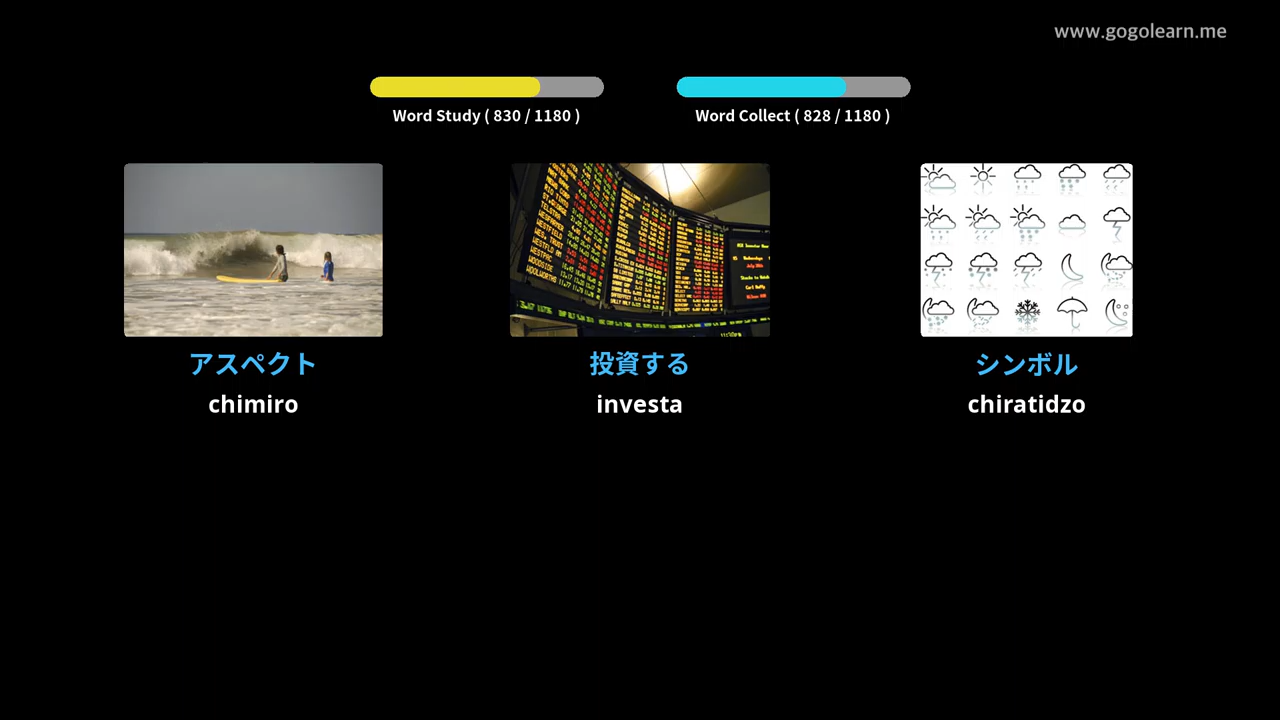 www.gogolearn.me
Word Study ( 830 / 1180 )
Word Collect ( 828 / 1180 )
アスペクト
chimiro
投資する
investa
シンボル
chiratidzo